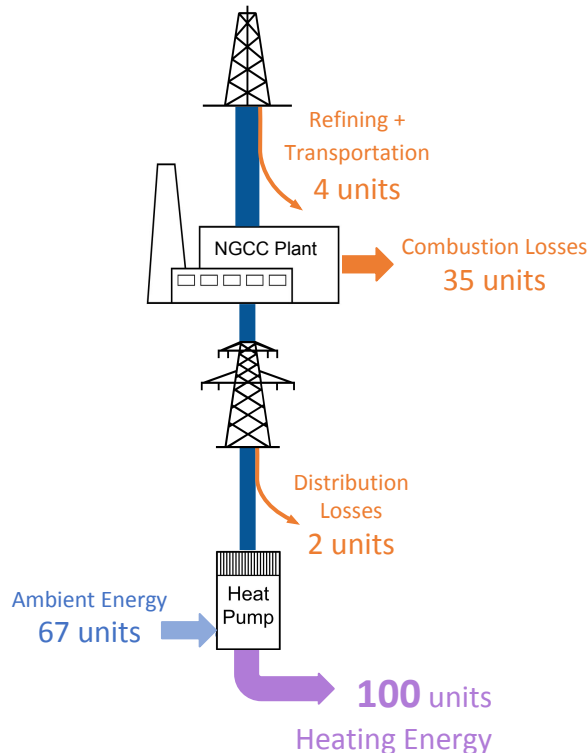 Refining +
Transportation
4 units
NGCC Plant
Combustion Losses
35 units
Distribution
Losses
2 units
Heat
Pump
Ambient Energy
67 units
100 units
Heating Energy